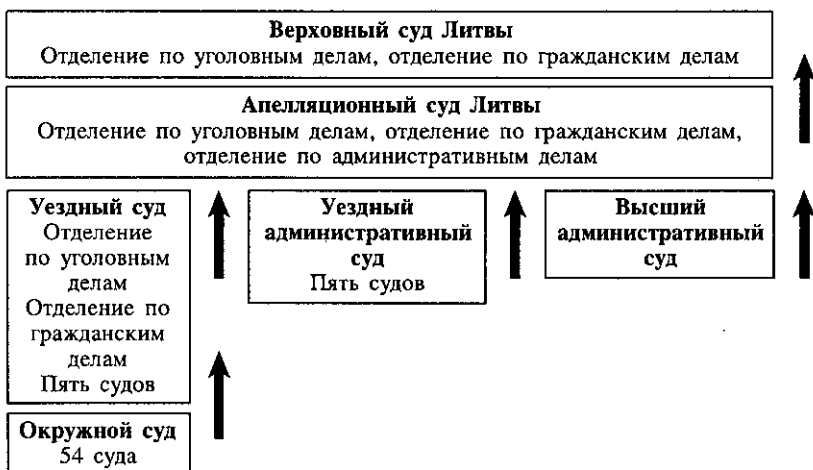 Верховный суд Литвы
Отделение по уголовным делам, отделение по гражданским делам
Апелляционный суд Литвы
Отделение по уголовным делам, отделение по гражданским делам,
отделение по административным делам
Уездный суд
Отделение
по уголовным
делам
Отделение по
гражданским
делам
Пять судов
Уездный
административный
суд
Пять судов
Высший
административный
суд
Окружной суд
54 суда